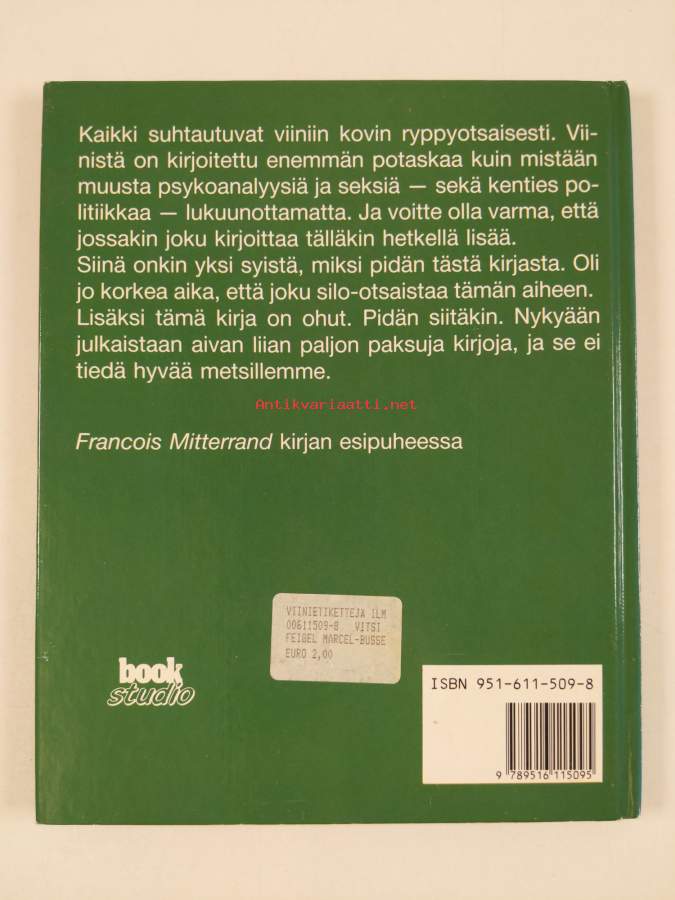 Kaikki suhtautuvat viiniin kovin ryppyotsaisesti. Vii-
nistä on kirjoitettu enemmän potaskaa kuin mistään
muusta psykoanalyysiä ja seksiä — sekä kenties po-
litiikkaa — lukuunottamatta. Ja voitte olla varma, että
jossakin joku kirjoittaa tälläkin hetkellä lisää.
Siinä onkin yksi syistä, miksi pidän tästä kirjasta. Oli
jo korkea aika, että joku silo-otsaistaa tämän aiheen.
Lisäksi tämä kirja on ohut. Pidän siitäkin. Nykyään
julkaistaan aivan liian paljon paksuja kirjoja, ja se ei
tiedä hyvää metsillemme.
Antikvariaatti.net
Francois Mitterrand kirjan esipuheessa
VIINIETIKETTEJA ILM
00611509-8 VITSI
FEIGEL MARCEL-BUSSE
EURO 2,00
book
studio
ISBN 951-611-509-8
9 789516 115095